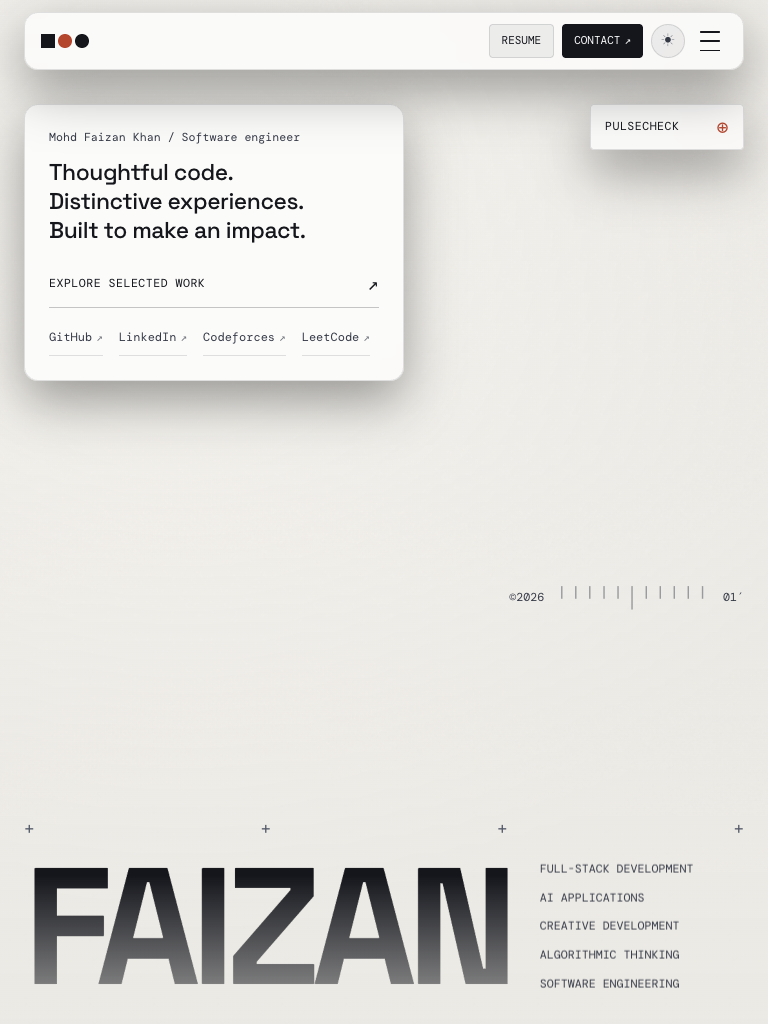 RESUME
CONTACT ↗
PULSECHECK
Mohd Faizan Khan / Software engineer
Thoughtful code.
Distinctive experiences.
Built to make an impact.
EXPLORE SELECTED WORK ↗
GitHub ↗ LinkedIn ↗ Codeforces ↗ LeetCode ↗
©2026 01′
FAIZAN
FULL-STACK DEVELOPMENT
AI APPLICATIONS
CREATIVE DEVELOPMENT
ALGORITHMIC THINKING
SOFTWARE ENGINEERING